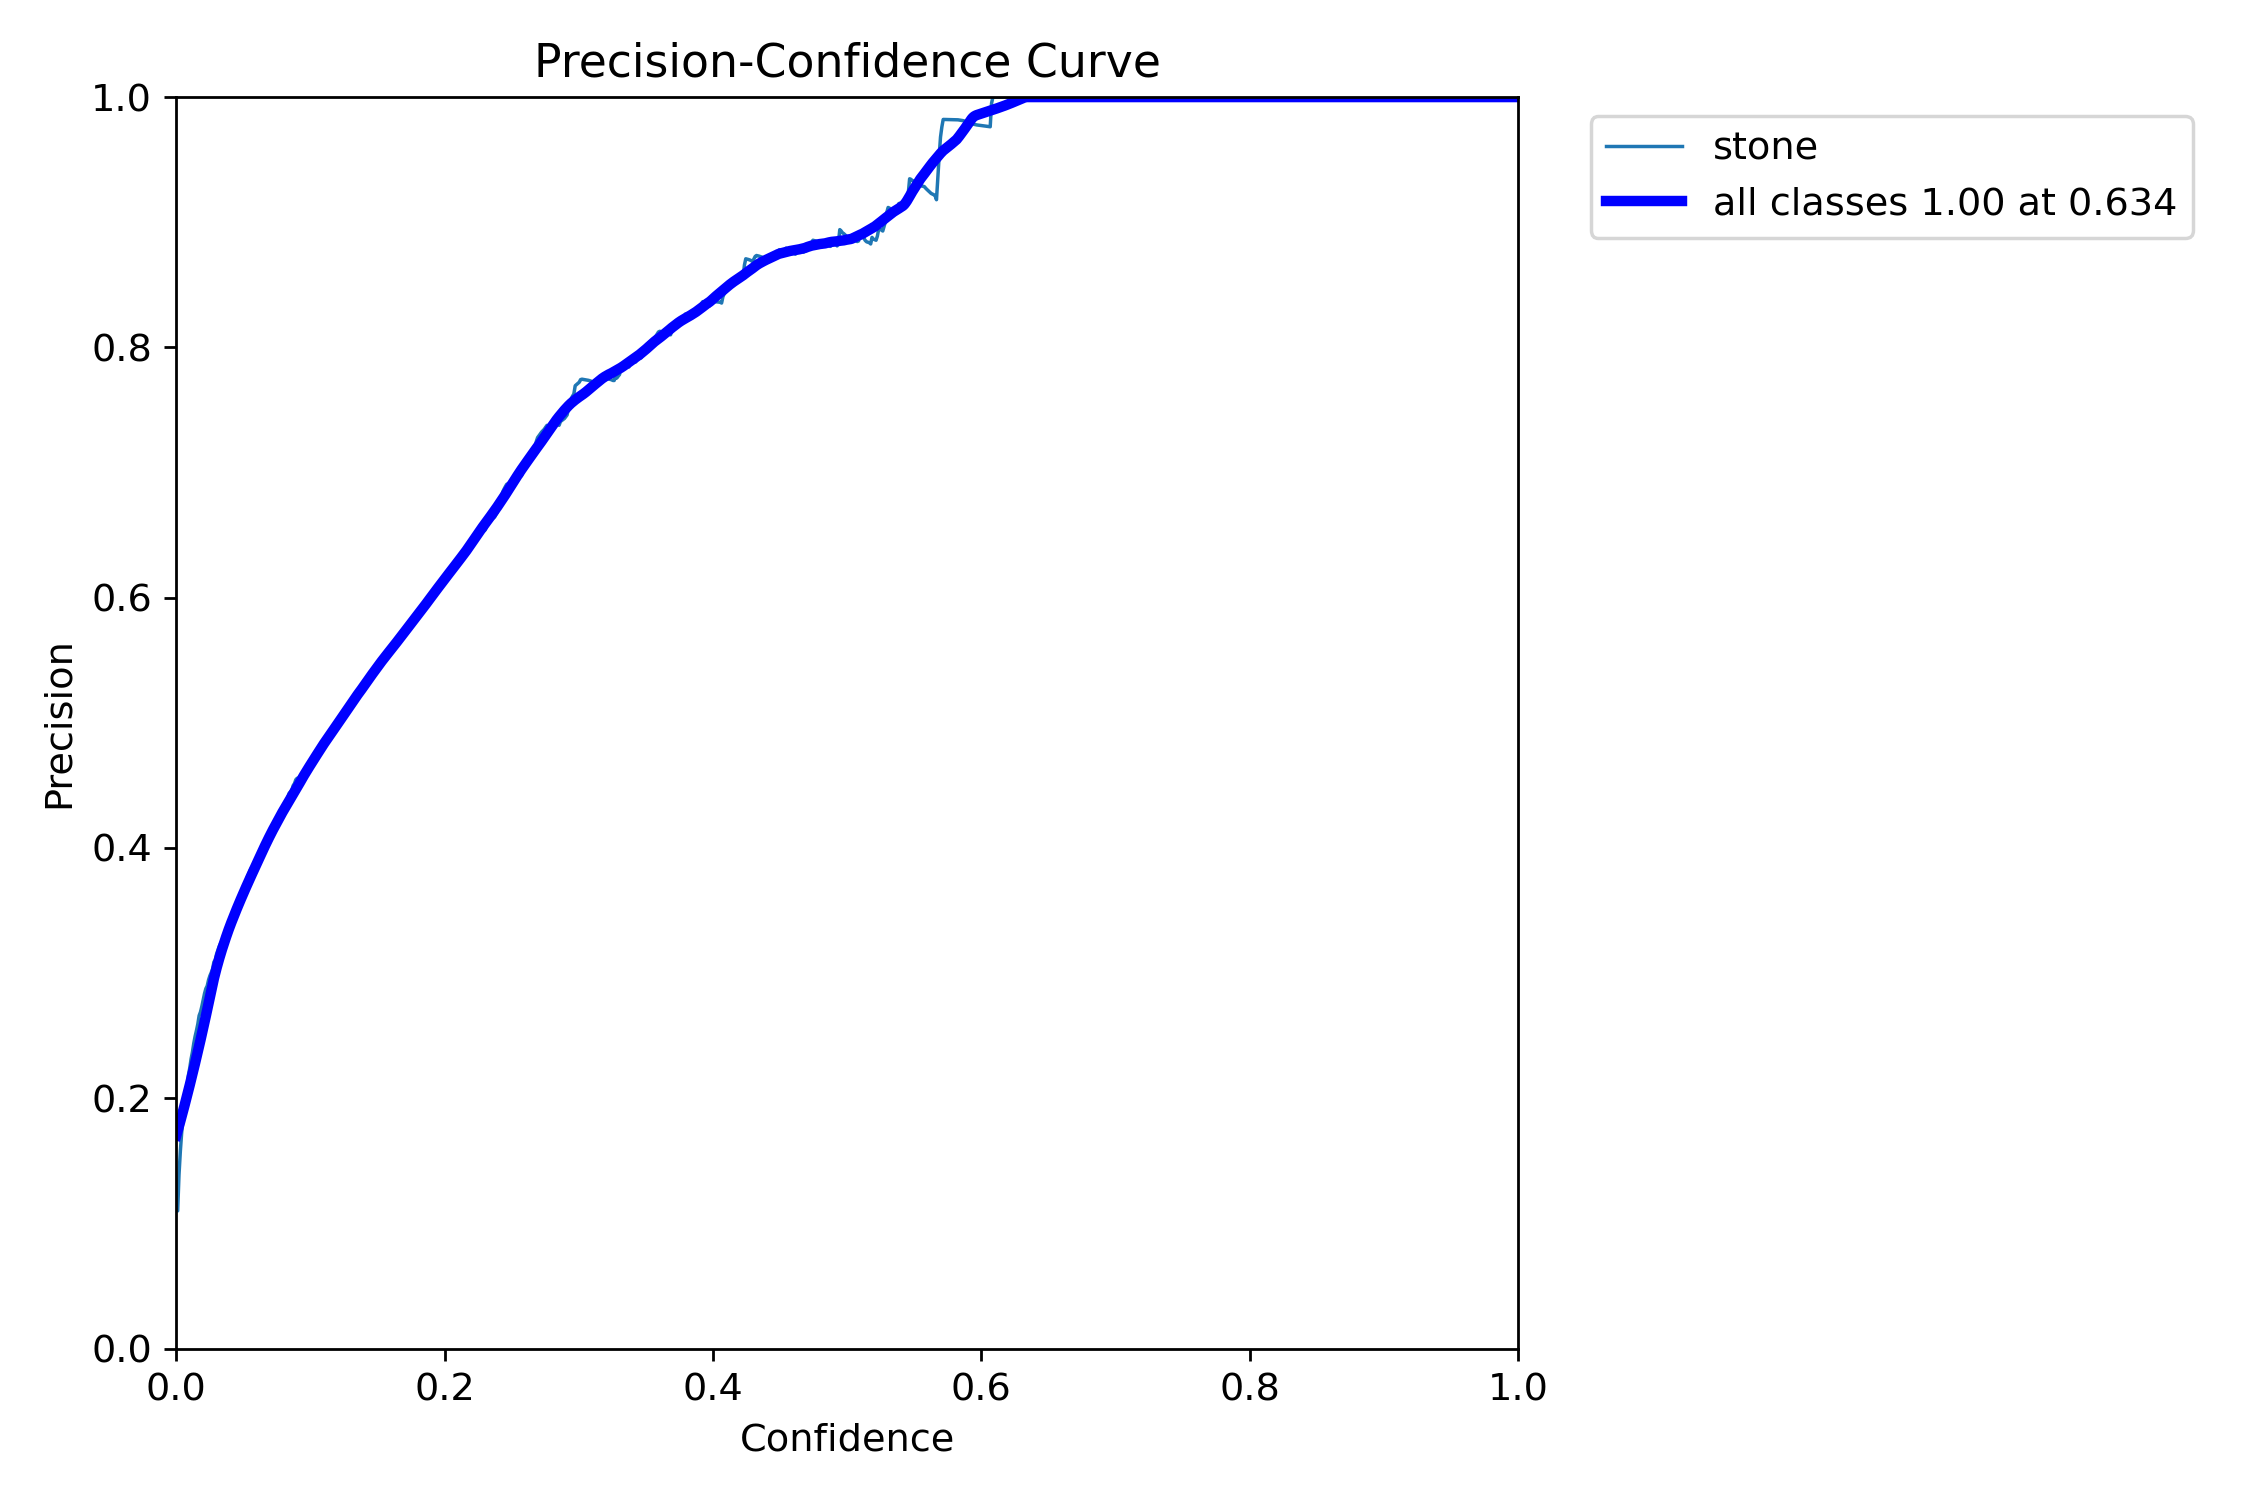 Precision-Confidence Curve
1.0
0.8
0.6
0.4
0.2
0.0
Precision
0.0 0.2 0.4 0.6 0.8 1.0
Confidence
stone
all classes 1.00 at 0.634